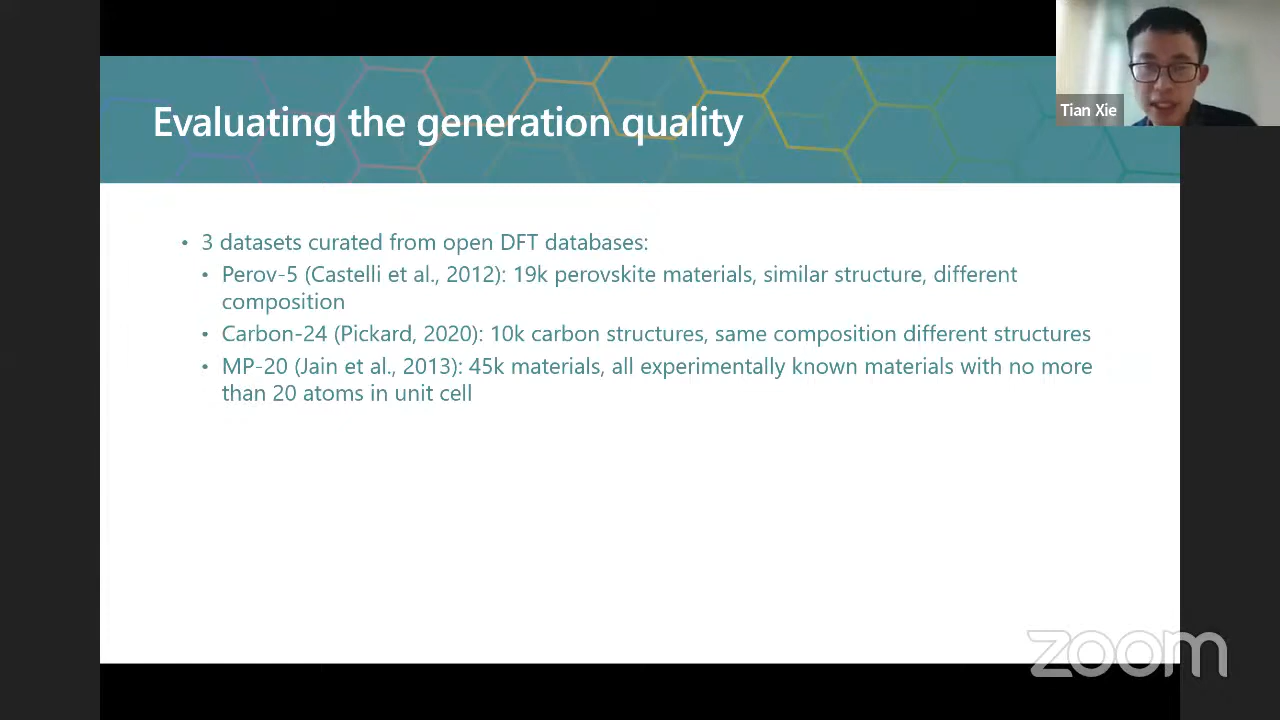 Evaluating the generation quality
Tian Xie
• 3 datasets curated from open DFT databases:
• Perov-5 (Castelli et al., 2012): 19k perovskite materials, similar structure, different
composition
• Carbon-24 (Pickard, 2020): 10k carbon structures, same composition different structures
• MP-20 (Jain et al., 2013): 45k materials, all experimentally known materials with no more
than 20 atoms in unit cell
zoom